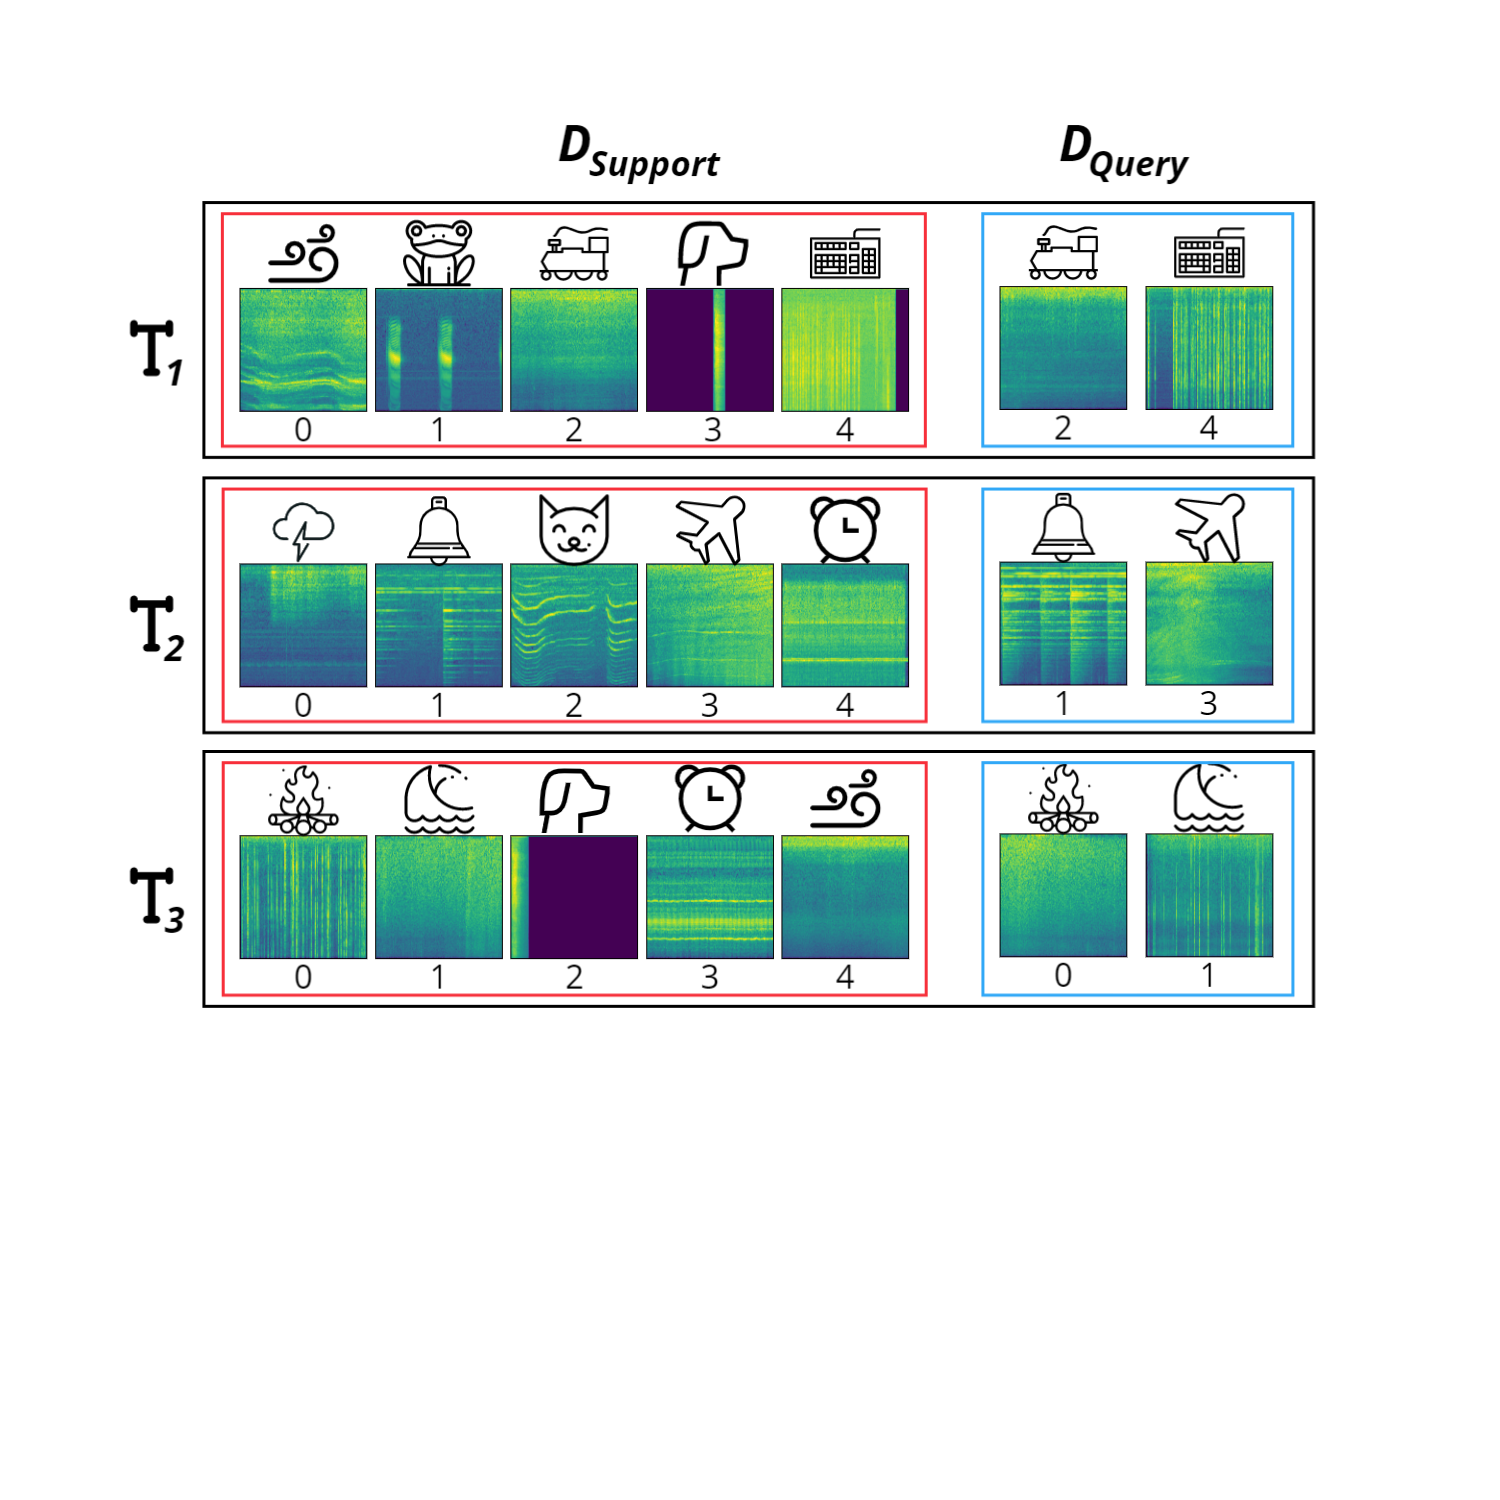 D_Support D_Query
T_1
0 1 2 3 4 2 4
T_2
0 1 2 3 4 1 3
T_3
0 1 2 3 4 0 1